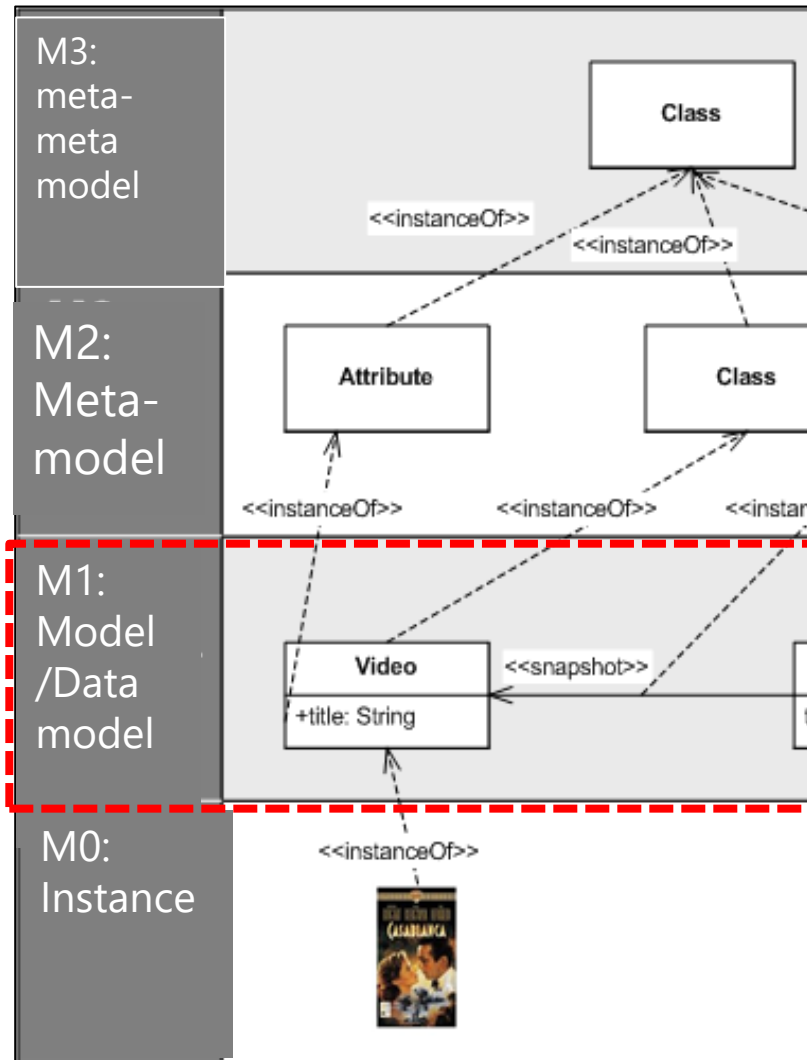 M3:
meta-
meta
model
Class
<<instanceOf>>
<<instanceOf>>
M2:
Meta-
model
Attribute
Class
<<instanceOf>>
<<instanceOf>>
M1:
Model
/Data
model
Video
<<snapshot>>
+title: String
M0:
Instance
<<instanceOf>>
CASABLANCA